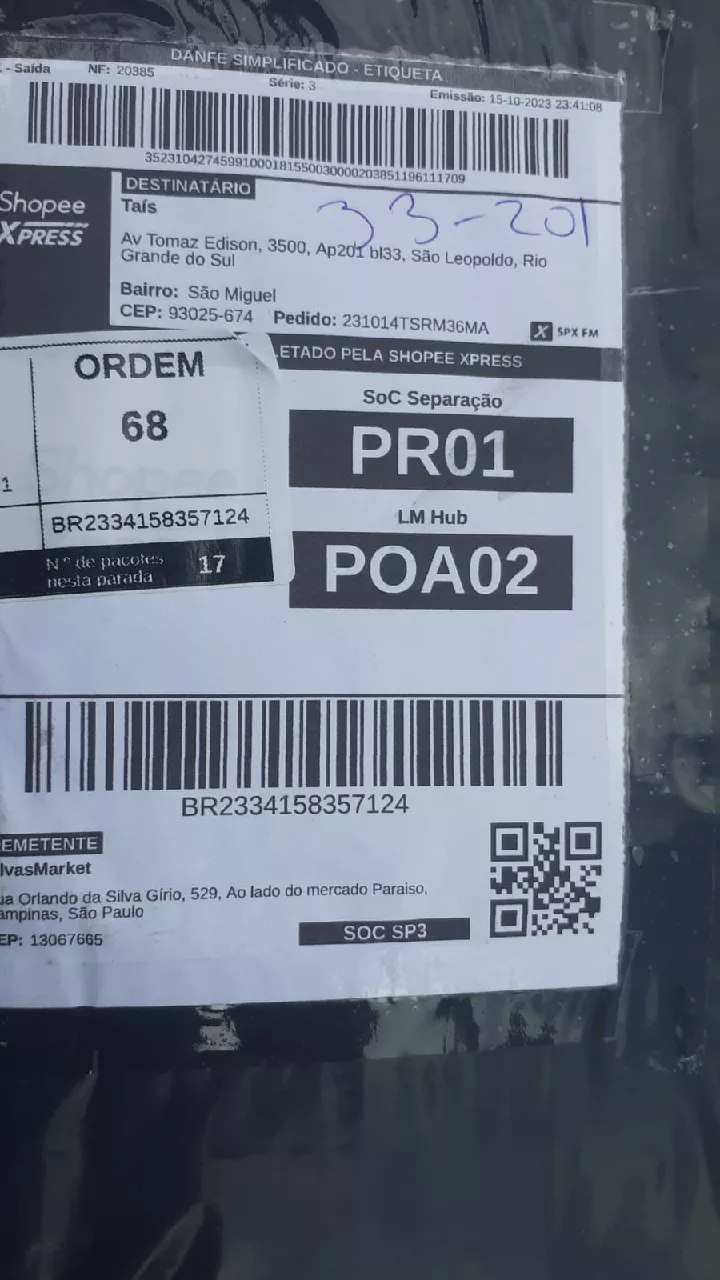 DANFE SIMPLIFICADO - ETIQUETA
- Saída NF: 20385 Série: 3 Emissão: 15-10-2023 23:41:08
35231042745991000181550030000203851196111709
Shopee
XPRESS
DESTINATÁRIO
33-201
Taís
Av Tomaz Edison, 3500, Ap201 bl33, São Leopoldo, Rio
Grande do Sul
Bairro: São Miguel
CEP: 93025-674 Pedido: 231014TSRM36MA
X SPX FM
ETADO PELA SHOPEE XPRESS
ORDEM
68
1
BR2334158357124
N.º de pacotes
nesta parada 17
SoC Separação
PR01
LM Hub
POA02
BR2334158357124
EMETENTE
lvasMarket
ua Orlando da Silva Gírio, 529, Ao lado do mercado Paraiso,
ampinas, São Paulo
EP: 13067665
SOC SP3